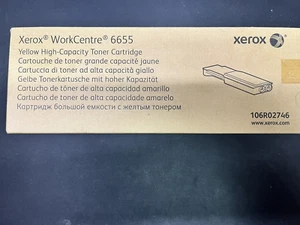 Xerox® WorkCentre® 6655
xerox
Yellow High-Capacity Toner Cartridge
Cartouche de toner grande capacité jaune
Cartuccia di toner ad alta capacità giallo
Gelbe Tonerkartusche mit hoher Kapazität
Cartucho de tóner de alta capacidad amarillo
Cartucho de toner de alta capacidade amarelo
Картридж большой емкости с желтым тонером
106R02746
www.xerox.com